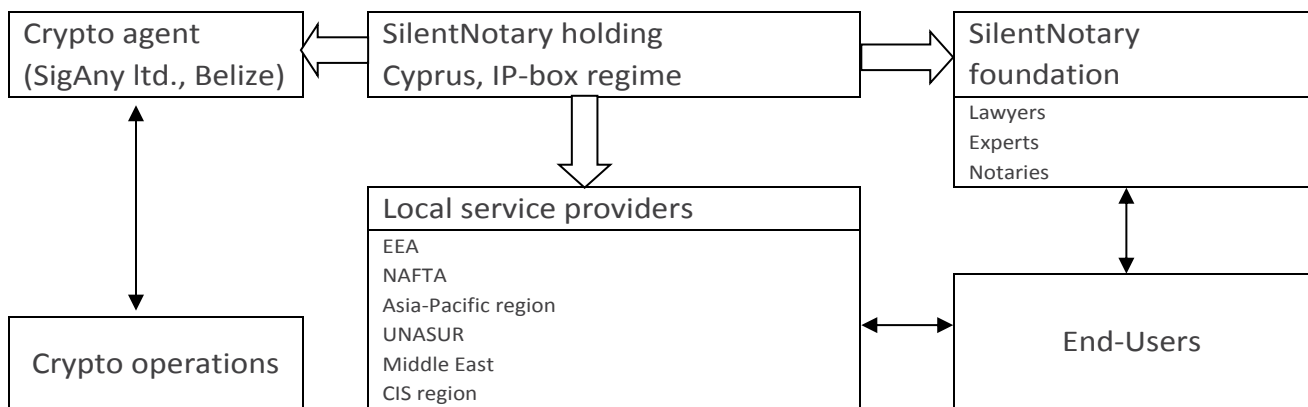 Crypto agent
(SigAny ltd., Belize)
SilentNotary holding
Cyprus, IP-box regime
SilentNotary
foundation
Lawyers
Experts
Notaries
Local service providers
EEA
NAFTA
Asia-Pacific region
UNASUR
Middle East
CIS region
Crypto operations
End-Users